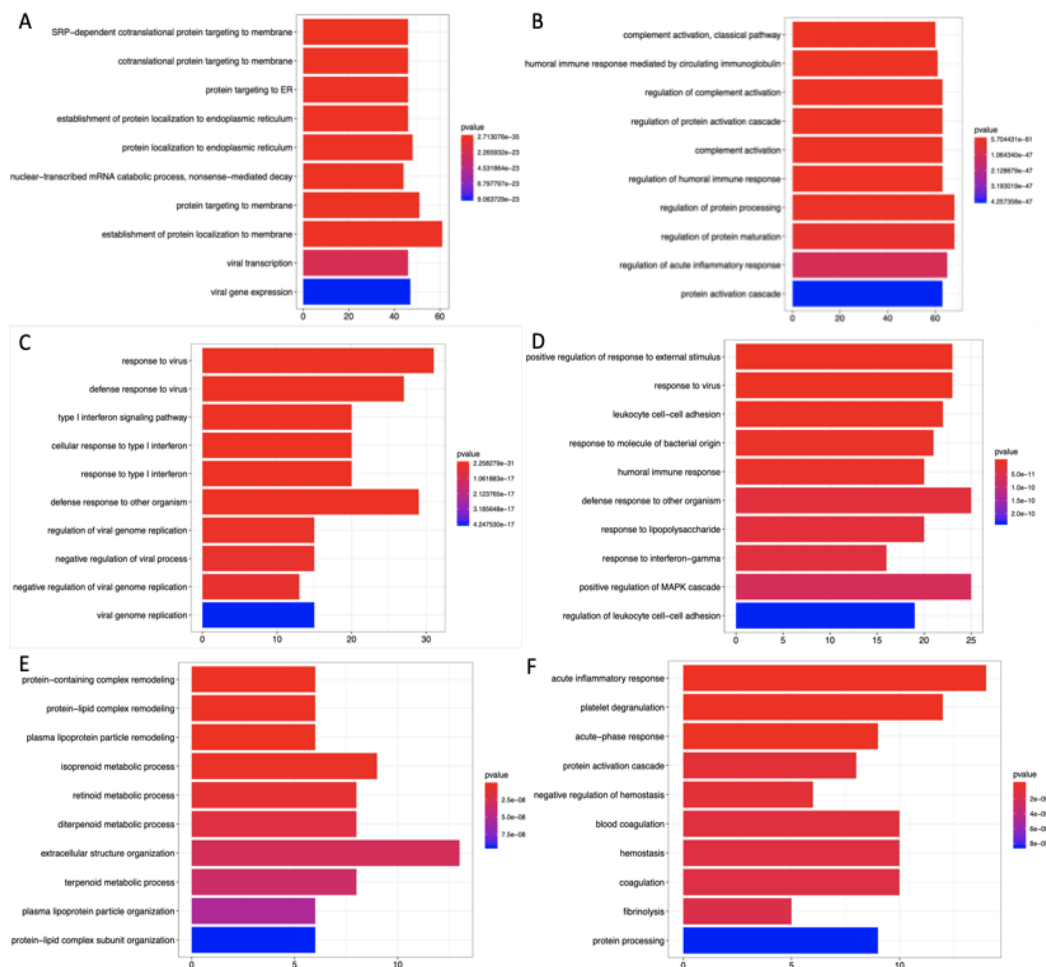 A
SRP-dependent cotranslational protein targeting to membrane
cotranslational protein targeting to membrane
protein targeting to ER
establishment of protein localization to endoplasmic reticulum
protein localization to endoplasmic reticulum
nuclear-transcribed mRNA catabolic process, nonsense-mediated decay
protein targeting to membrane
establishment of protein localization to membrane
viral transcription
viral gene expression
0 20 40 60
pvalue
2.713076e-35
2.265932e-23
4.531864e-23
6.797797e-23
9.063729e-23
B
complement activation, classical pathway
humoral immune response mediated by circulating immunoglobulin
regulation of complement activation
regulation of protein activation cascade
complement activation
regulation of humoral immune response
regulation of protein processing
regulation of protein maturation
regulation of acute inflammatory response
protein activation cascade
0 20 40 60
pvalue
5.704431e-61
1.064340e-47
2.128679e-47
3.193019e-47
4.257358e-47
C
response to virus
defense response to virus
type I interferon signaling pathway
cellular response to type I interferon
response to type I interferon
defense response to other organism
regulation of viral genome replication
negative regulation of viral process
negative regulation of viral genome replication
viral genome replication
0 10 20 30
pvalue
2.258279e-31
1.061883e-17
2.123765e-17
3.185648e-17
4.247530e-17
D
positive regulation of response to external stimulus
response to virus
leukocyte cell-cell adhesion
response to molecule of bacterial origin
humoral immune response
defense response to other organism
response to lipopolysaccharide
response to interferon-gamma
positive regulation of MAPK cascade
regulation of leukocyte cell-cell adhesion
0 5 10 15 20 25
pvalue
5.0e-11
1.0e-10
1.5e-10
2.0e-10
E
protein-containing complex remodeling
protein-lipid complex remodeling
plasma lipoprotein particle remodeling
isoprenoid metabolic process
retinoid metabolic process
diterpenoid metabolic process
extracellular structure organization
terpenoid metabolic process
plasma lipoprotein particle organization
protein-lipid complex subunit organization
0 5 10
pvalue
2.5e-08
5.0e-08
7.5e-08
F
acute inflammatory response
platelet degranulation
acute-phase response
protein activation cascade
negative regulation of hemostasis
blood coagulation
hemostasis
coagulation
fibrinolysis
protein processing
0 5 10
pvalue